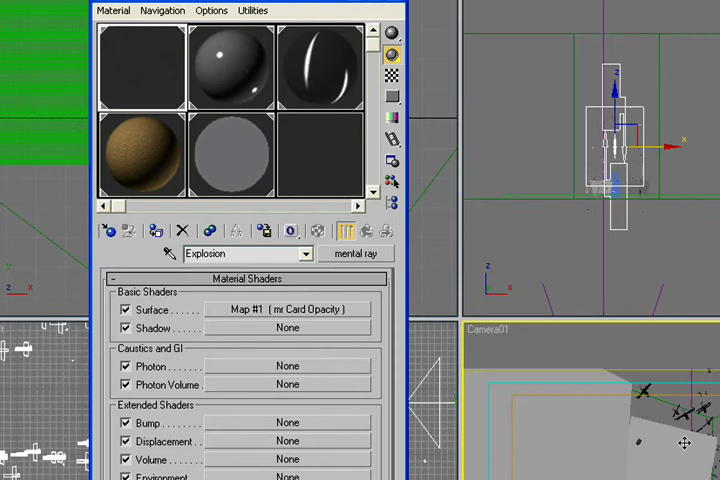 Material Navigation Options Utilities
Explosion mental ray
- Material Shaders
Basic Shaders
Surface . . . . . . Map #1 ( mr Card Opacity )
Shadow . . . . . . None
Caustics and GI
Photon . . . . . . None
Photon Volume . None
Extended Shaders
Bump . . . . . . . None
Displacement . . . None
Volume . . . . . . None
Environment None
z
x
z
x
y
z
x
Camera01